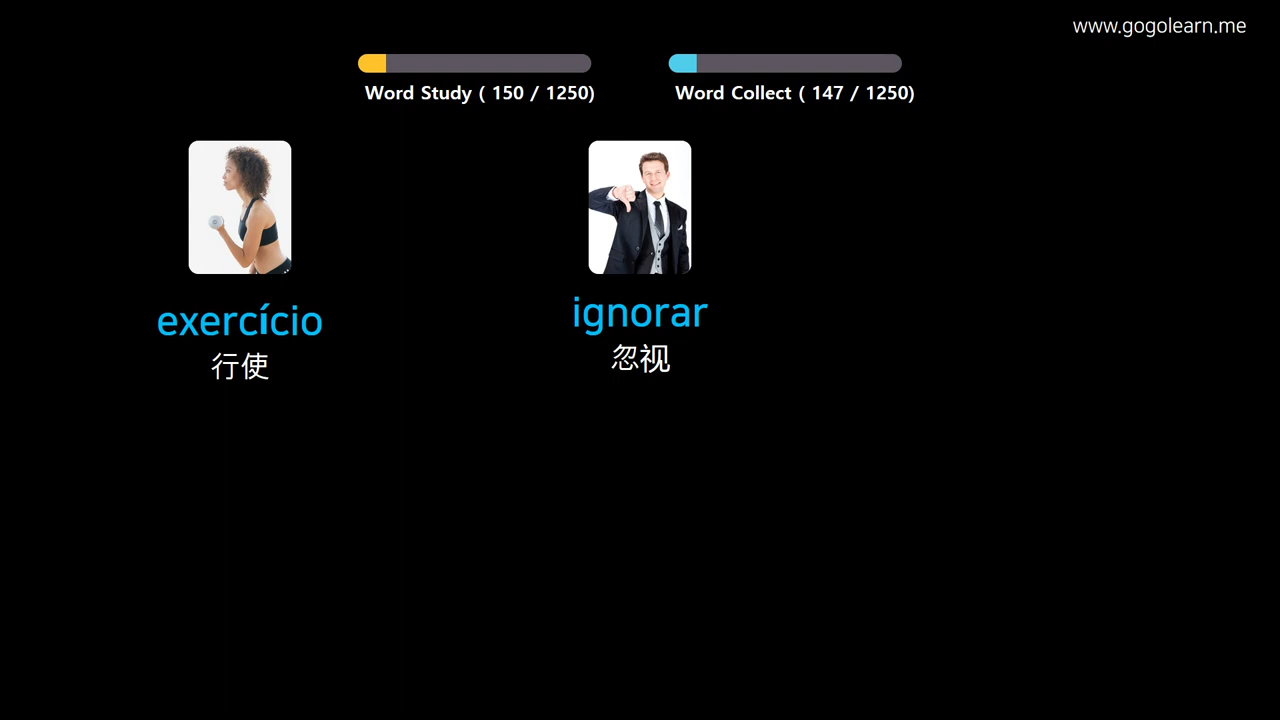 www.gogolearn.me
Word Study ( 150 / 1250)
Word Collect ( 147 / 1250)
exercício
行使
ignorar
忽视